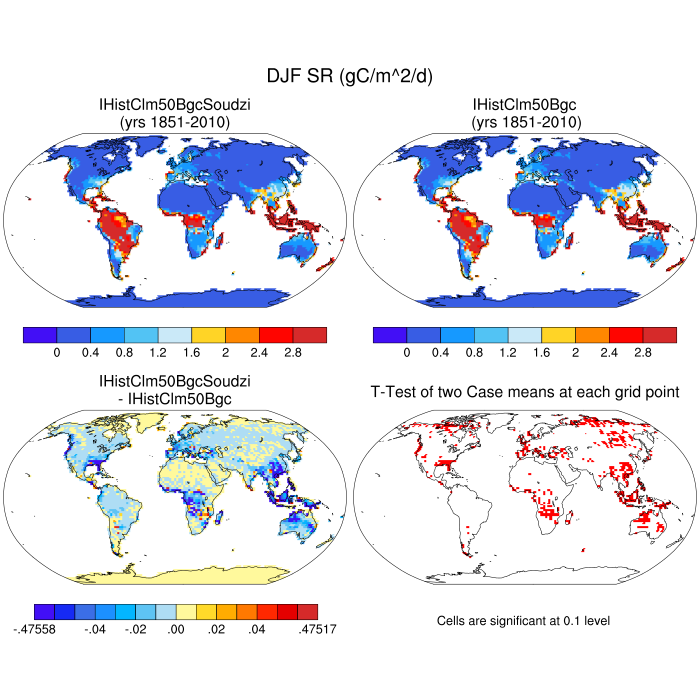 DJF SR (gC/m^2/d)
IHistClm50BgcSoudzi
(yrs 1851-2010)
IHistClm50Bgc
(yrs 1851-2010)
0 0.4 0.8 1.2 1.6 2 2.4 2.8
0 0.4 0.8 1.2 1.6 2 2.4 2.8
IHistClm50BgcSoudzi
- IHistClm50Bgc
T-Test of two Case means at each grid point
-.47558 -.04 -.02 .00 .02 .04 .47517
Cells are significant at 0.1 level